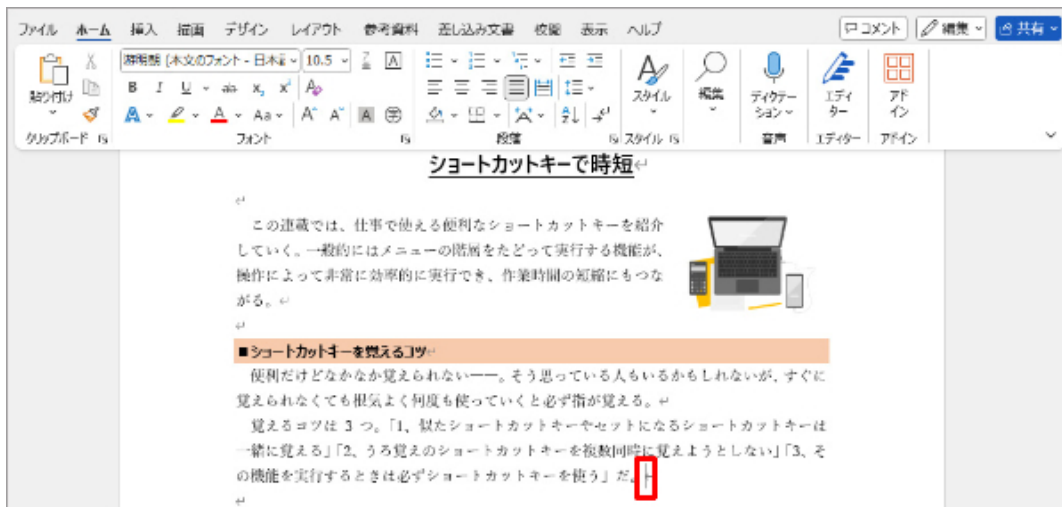 ファイル ホーム 挿入 描画 デザイン レイアウト 参考資料 差し込み文書 校閲 表示 ヘルプ コメント 編集 共有
游明朝 (本文のフォント - 日本 10.5
貼り付け スタイル 編集 ディクテーション エディター アドイン
クリップボード フォント 段落 スタイル 音声 エディター アドイン
ショートカットキーで時短
この連載では、仕事で使える便利なショートカットキーを紹介
していく。一般的にはメニューの階層をたどって実行する機能が、
操作によって非常に効率的に実行でき、作業時間の短縮にもつな
がる。
■ショートカットキーを覚えるコツ
便利だけどなかなか覚えられない――。そう思っている人もいるかもしれないが、すぐに
覚えられなくても根気よく何度も使っていくと必ず指が覚える。
覚えるコツは 3 つ。「1、似たショートカットキーやセットになるショートカットキーは
一緒に覚える」「2、うろ覚えのショートカットキーを複数同時に覚えようとしない」「3、そ
の機能を実行するときは必ずショートカットキーを使う」だ。